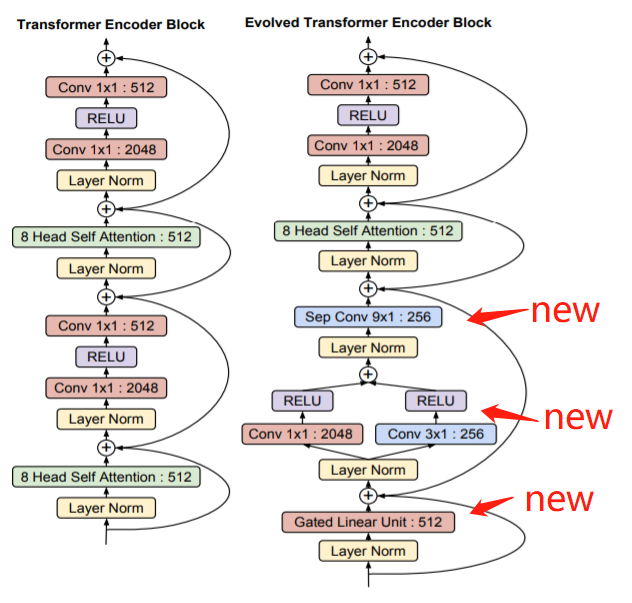 Transformer Encoder Block
Conv 1x1 : 512
RELU
Conv 1x1 : 2048
Layer Norm
8 Head Self Attention : 512
Layer Norm
Conv 1x1 : 512
RELU
Conv 1x1 : 2048
Layer Norm
8 Head Self Attention : 512
Layer Norm
Evolved Transformer Encoder Block
Conv 1x1 : 512
RELU
Conv 1x1 : 2048
Layer Norm
8 Head Self Attention : 512
Layer Norm
Sep Conv 9x1 : 256
new
Layer Norm
RELU
RELU
new
Conv 1x1 : 2048
Conv 3x1 : 256
Layer Norm
new
Gated Linear Unit : 512
Layer Norm